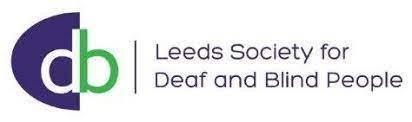 db
Leeds Society for
Deaf and Blind People